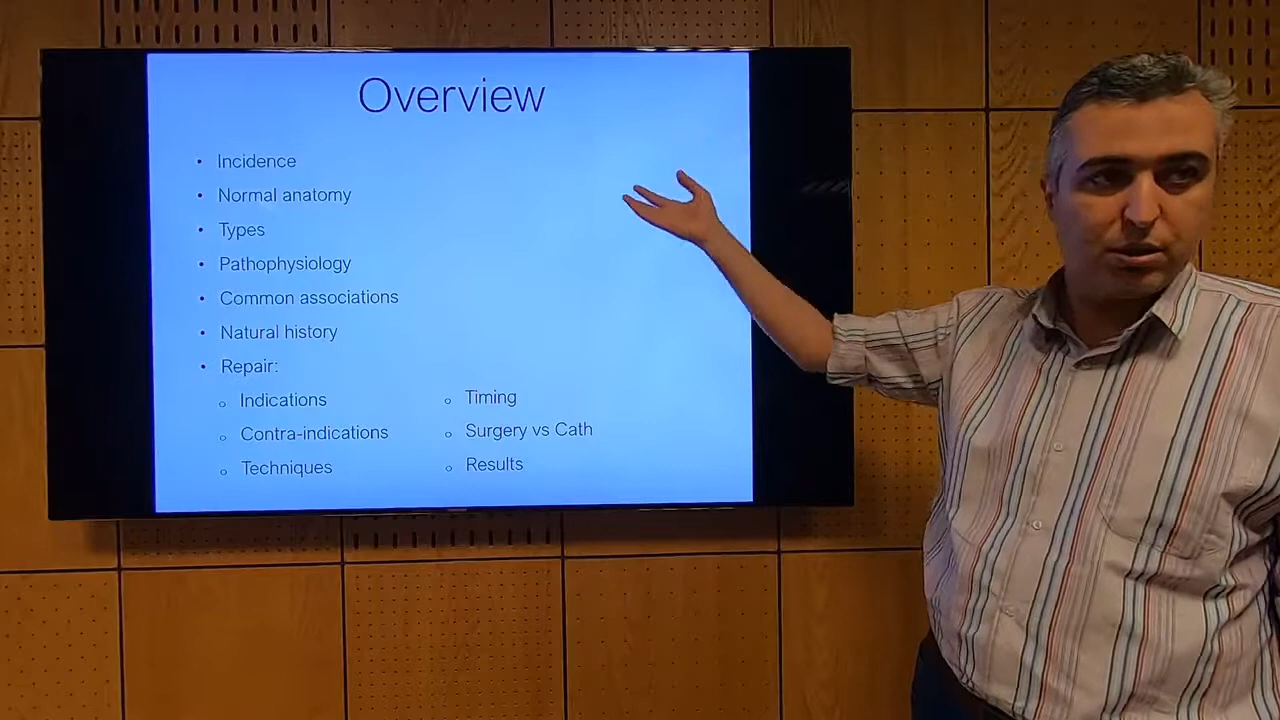 Overview
• Incidence
• Normal anatomy
• Types
• Pathophysiology
• Common associations
• Natural history
• Repair:
o Indications
o Contra-indications
o Techniques
o Timing
o Surgery vs Cath
o Results